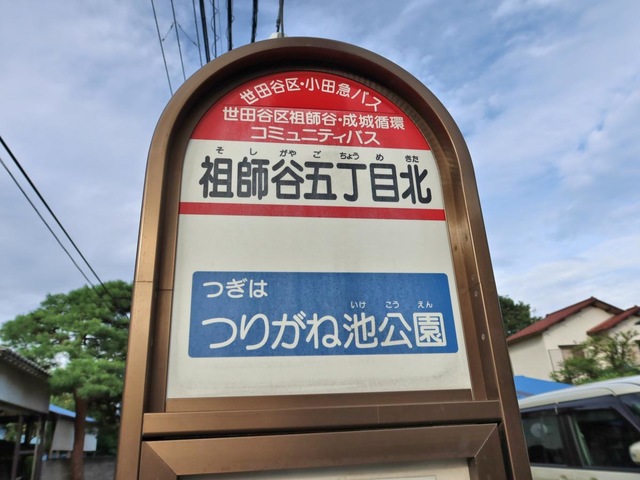 世田谷区・小田急バス
世田谷区祖師谷・成城循環
コミュニティバス
そしがやごちょうめきた
祖師谷五丁目北
つぎは
いけこうえん
つりがね池公園